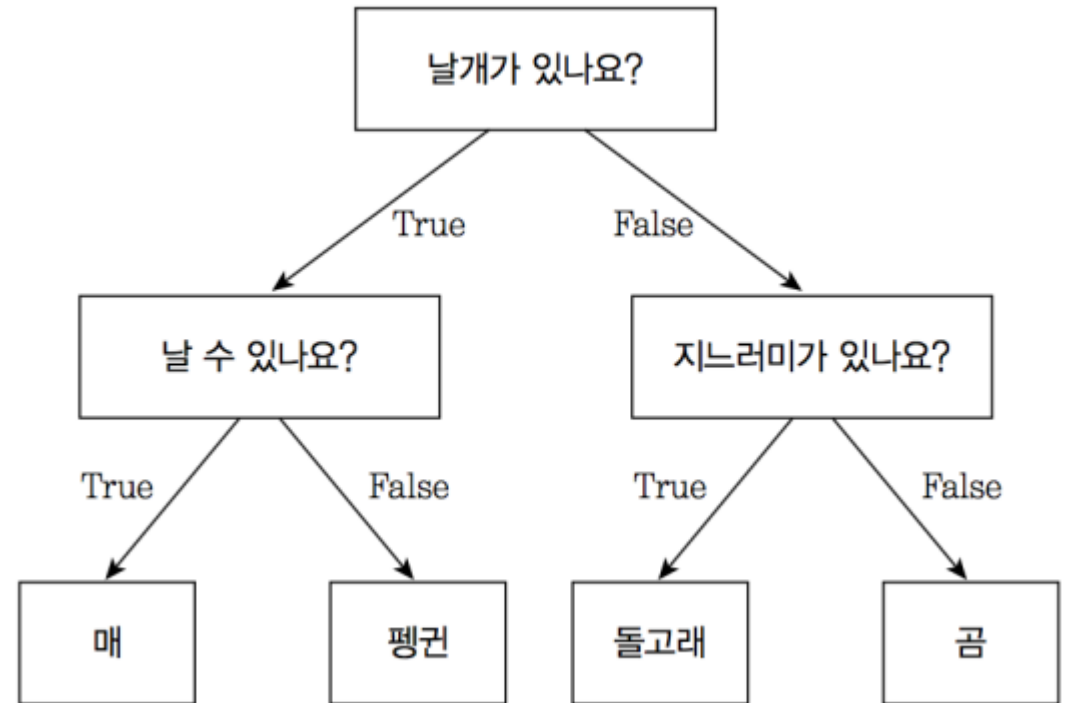 날개가 있나요?
True
False
날 수 있나요?
지느러미가 있나요?
True
False
True
False
매
펭귄
돌고래
곰